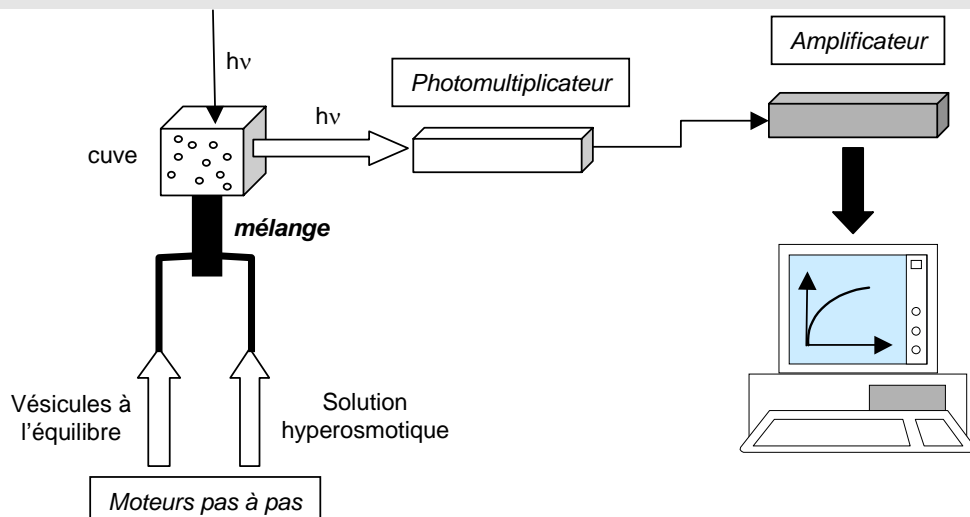 Amplificateur
hν
Photomultiplicateur
hν
cuve
mélange
Vésicules à
l'équilibre
Solution
hyperosmotique
Moteurs pas à pas